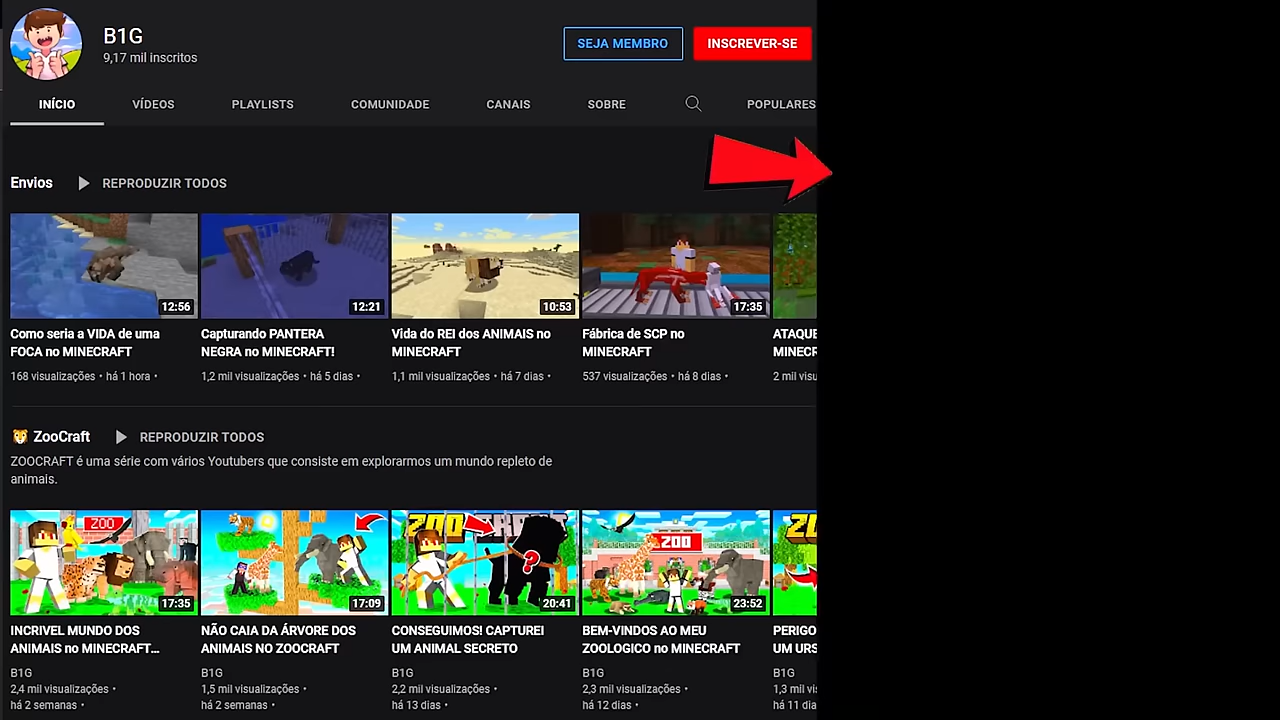 B1G
9,17 mil inscritos
SEJA MEMBRO
INSCREVER-SE
INÍCIO
VÍDEOS
PLAYLISTS
COMUNIDADE
CANAIS
SOBRE
POPULARES
Envios
REPRODUZIR TODOS
12:56
12:21
10:53
17:35
Como seria a VIDA de uma
FOCA no MINECRAFT
168 visualizações • há 1 hora •
Capturando PANTERA
NEGRA no MINECRAFT!
1,2 mil visualizações • há 5 dias •
Vida do REI dos ANIMAIS no
MINECRAFT
1,1 mil visualizações • há 7 dias •
Fábrica de SCP no
MINECRAFT
537 visualizações • há 8 dias •
ATAQUE
MINECR
2 mil visu
🐯 ZooCraft
REPRODUZIR TODOS
ZOOCRAFT é uma série com vários Youtubers que consiste em explorarmos um mundo repleto de
animais.
ZOO
17:35
17:09
ZOO CRAFT
?
20:41
ZOO
23:52
ZO
INCRIVEL MUNDO DOS
ANIMAIS no MINECRAFT…
B1G
2,4 mil visualizações •
há 2 semanas •
NÃO CAIA DA ÁRVORE DOS
ANIMAIS NO ZOOCRAFT
B1G
1,5 mil visualizações •
há 2 semanas •
CONSEGUIMOS! CAPTUREI
UM ANIMAL SECRETO
B1G
2,2 mil visualizações •
há 13 dias •
BEM-VINDOS AO MEU
ZOOLOGICO no MINECRAFT
B1G
2,3 mil visualizações •
há 12 dias •
PERIGO
UM URS
B1G
1,3 mil vis
há 11 dia